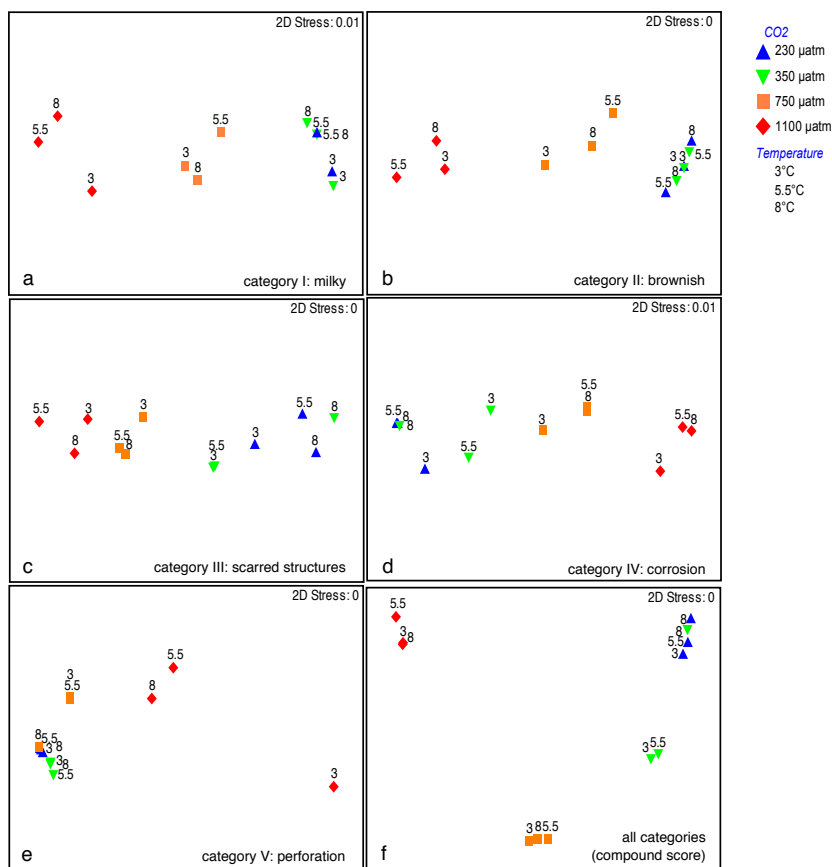 2D Stress: 0.01
8
5.5
3
5.5
3
8
8
5.5
5.5 8
3
3
a
category I: milky
2D Stress: 0
5.5
8
3
5.5
8
3
8
5.5
3 3
8
5.5
b
category II: brownish
CO2
230 µatm
350 µatm
750 µatm
1100 µatm
Temperature
3°C
5.5°C
8°C
2D Stress: 0
5.5
3
8
3
5.5
8
5.5
3
3
5.5
8
8
c
category III: scarred structures
2D Stress: 0.01
5.5
8
8
3
3
5.5
3
5.5
8
5.5
8
3
d
category IV: corrosion
2D Stress: 0
3
5.5
5.5
8
8
5.5
3 8
3
8
5.5
3
e
category V: perforation
2D Stress: 0
5.5
3
8
8
8
5.5
3
3
5.5
3
8
5.5
f
all categories
(compound score)